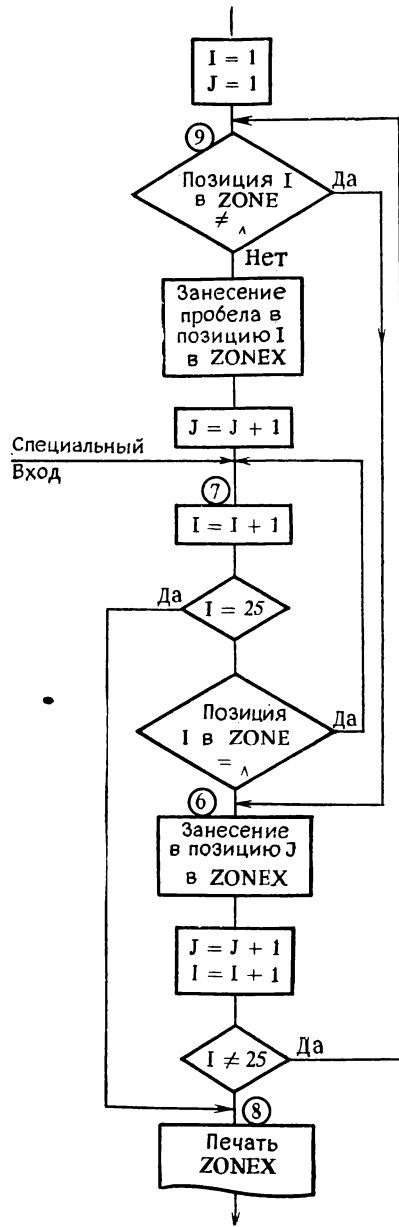 I = 1
J = 1
9
Позиция I
в ZONE
≠ ^
Да
Нет
Занесение
пробела в
позицию I
в ZONEX
J = J + 1
Специальный
Вход
7
I = I + 1
Да
I = 25
Позиция
I в ZONE
= ^
Да
6
Занесение
в позицию J
в ZONEX
J = J + 1
I = I + 1
I ≠ 25
Да
8
Печать
ZONEX